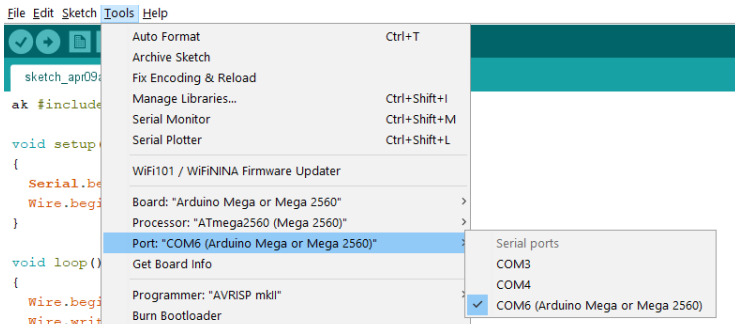 File Edit Sketch Tools Help
Auto Format Ctrl+T
Archive Sketch
Fix Encoding & Reload
Manage Libraries... Ctrl+Shift+I
Serial Monitor Ctrl+Shift+M
Serial Plotter Ctrl+Shift+L
WiFi101 / WiFiNINA Firmware Updater
Board: "Arduino Mega or Mega 2560"
Processor: "ATmega2560 (Mega 2560)"
Port: "COM6 (Arduino Mega or Mega 2560)"
Get Board Info
Programmer: "AVRISP mkII"
Burn Bootloader
Serial ports
COM3
COM4
COM6 (Arduino Mega or Mega 2560)
sketch_apr09a
ak #include
void setup(
{
Serial.be
Wire.begi
}
void loop()
{
Wire.begi
Wire.writ